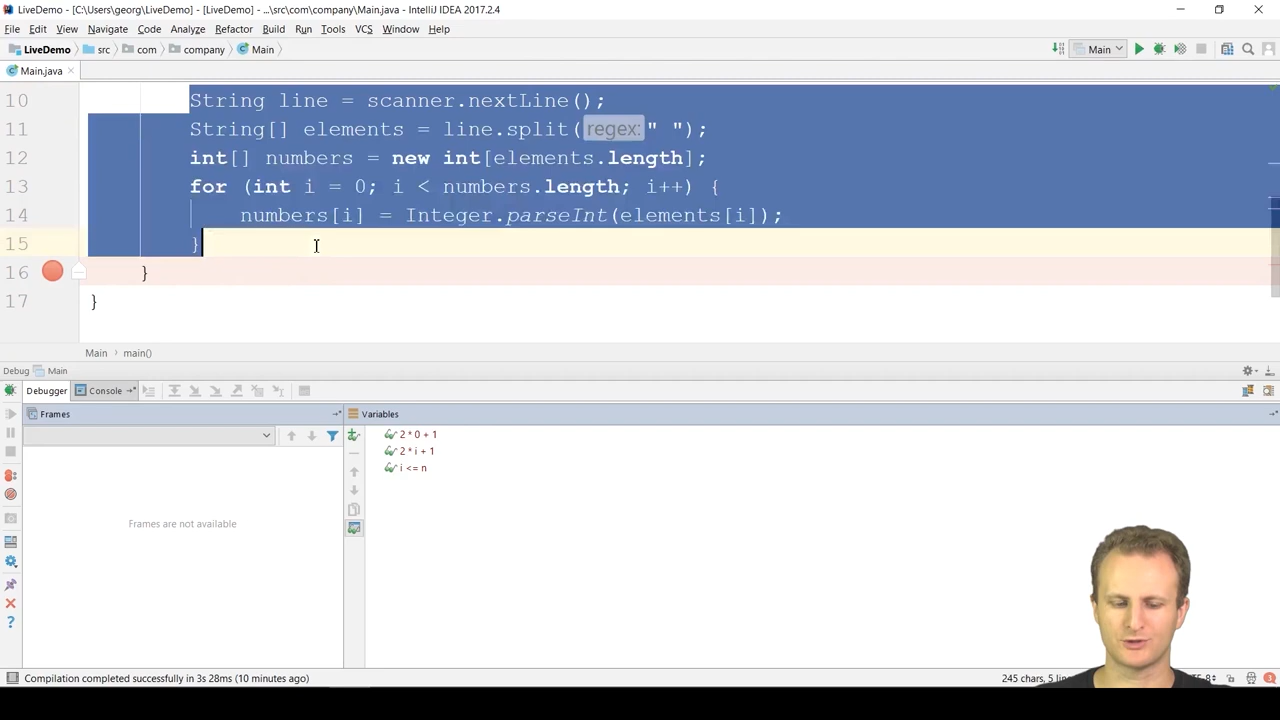 LiveDemo - [C:\Users\georg\LiveDemo] - [LiveDemo] - ...\src\com\company\Main.java] - IntelliJ IDEA 2017.2.4
File Edit View Navigate Code Analyze Refactor Build Run Tools VCS Window Help
LiveDemo src com company Main Main
Main.java
10 String line = scanner.nextLine();
11 String[] elements = line.split( regex: " ");
12 int[] numbers = new int[elements.length];
13 for (int i = 0; i < numbers.length; i++) {
14 numbers[i] = Integer.parseInt(elements[i]);
15 }
16 }
17 }
Main main()
Debug Main
Debugger Console
Frames Variables
2 * 0 + 1
2 * i + 1
i <= n
Frames are not available
Compilation completed successfully in 3s 28ms (10 minutes ago) 245 chars, 5